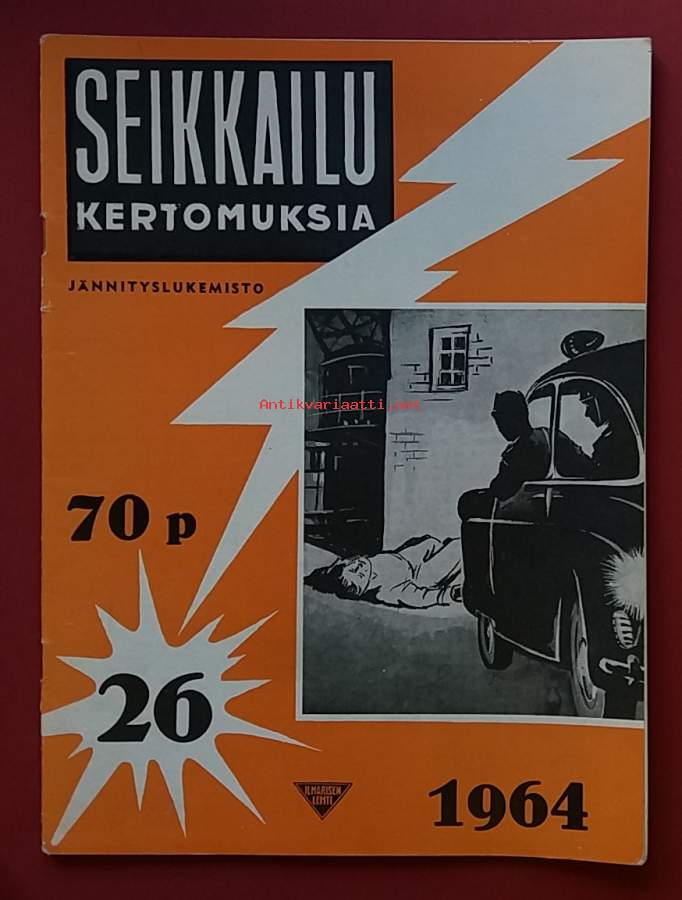 SEIKKAILU
KERTOMUKSIA
JÄNNITYSLUKEMISTO
Antikvariaatti.net
70 p
26
ILMARISEN
LEHTI
1964